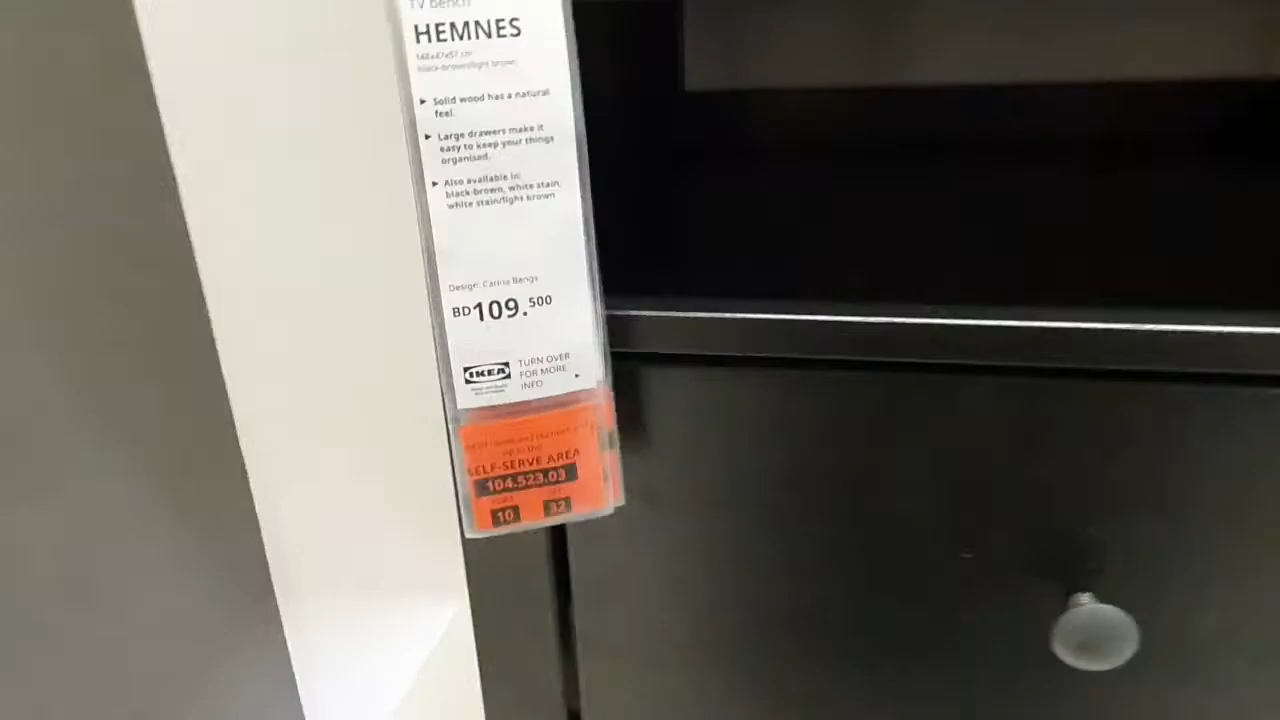 TV bench
HEMNES
148x47x57 cm
black-brown/light brown
► Solid wood has a natural
feel.
► Large drawers make it
easy to keep your things
organised.
► Also available in:
black-brown, white stain,
white stain/light brown
Design: Carina Bengs
BD109.500
IKEA
TURN OVER
FOR MORE
INFO ▸
SELF-SERVE AREA
104.523.03
10
32